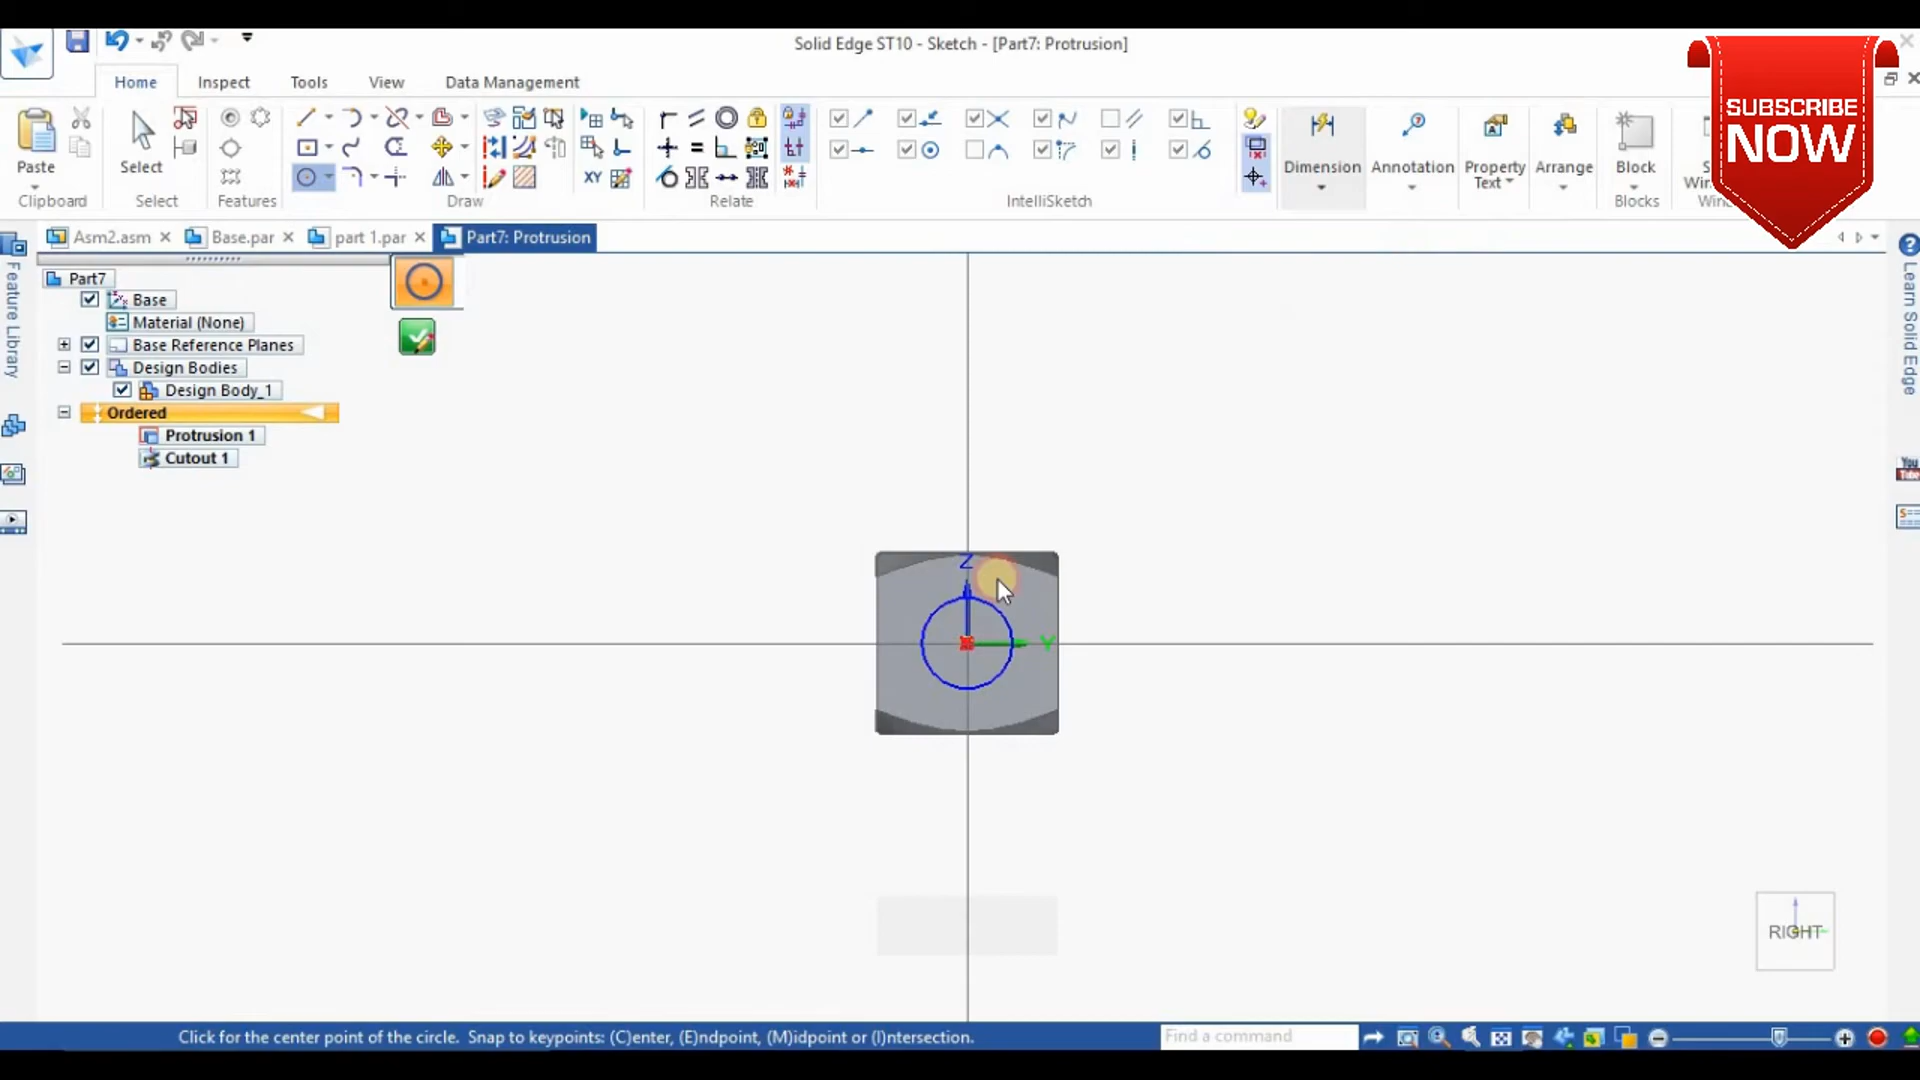 Solid Edge ST10 - Sketch - [Part7: Protrusion]
Home Inspect Tools View Data Management
SUBSCRIBE
NOW
Paste Select Dimension Annotation Property
Text Arrange Block
Clipboard Select Features Draw Relate IntelliSketch Blocks
XY
Asm2.asm Base.par part 1.par Part7: Protrusion
Feature Library
Learn Solid Edge
Part7
Base
Material (None)
Base Reference Planes
Design Bodies
Design Body_1
Ordered
Protrusion 1
Cutout 1
You
Z
Y
RIGHT
Click for the center point of the circle. Snap to keypoints: (C)enter, (E)ndpoint, (M)idpoint or (I)ntersection.
Find a command